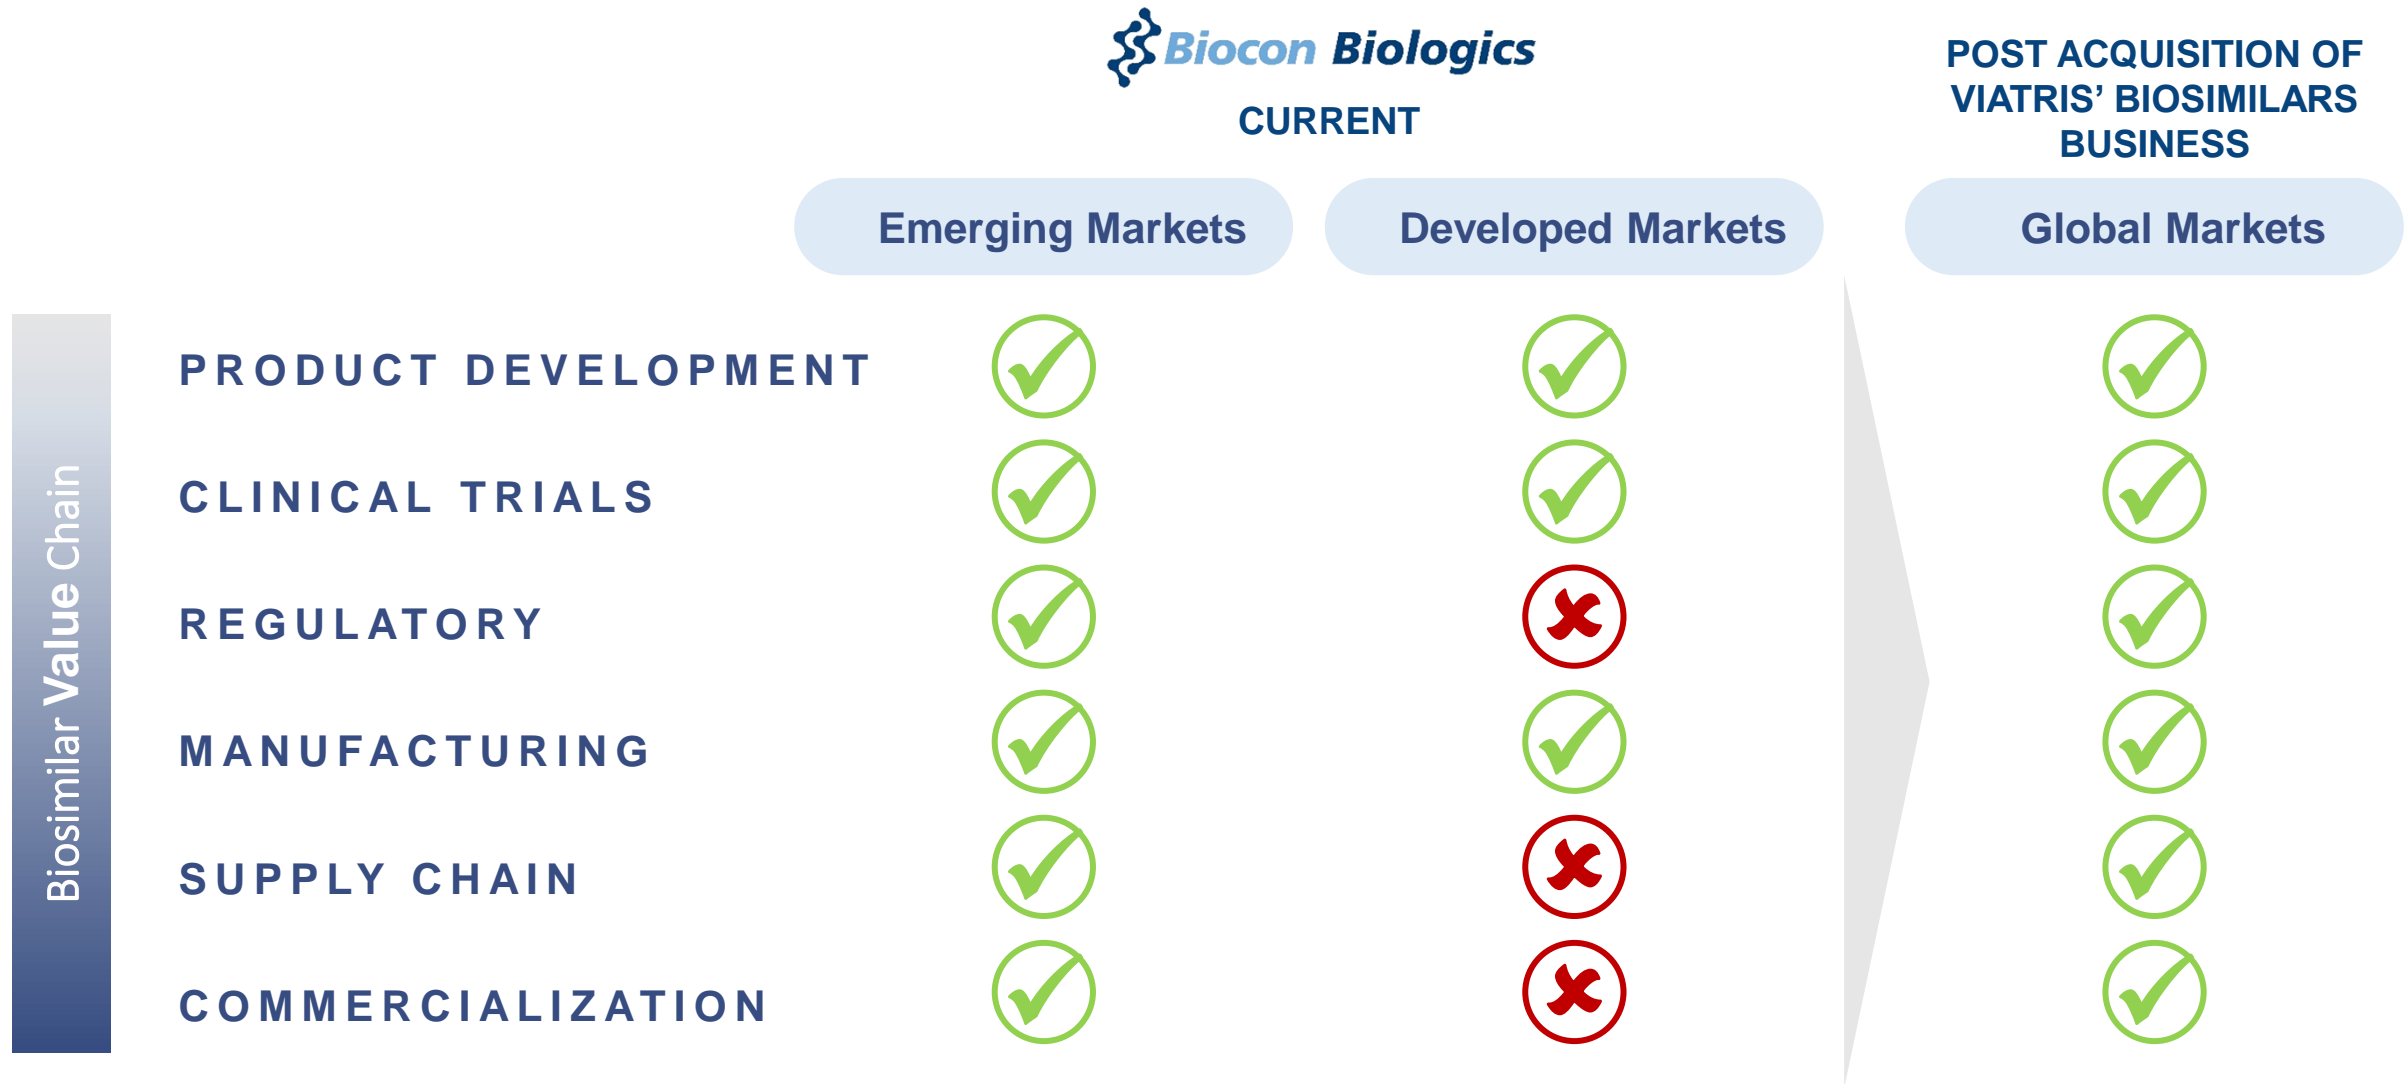 Biocon Biologics
CURRENT
POST ACQUISITION OF
VIATRIS’ BIOSIMILARS
BUSINESS
Emerging Markets
Developed Markets
Global Markets
Biosimilar Value Chain
PRODUCT DEVELOPMENT
CLINICAL TRIALS
REGULATORY
MANUFACTURING
SUPPLY CHAIN
COMMERCIALIZATION